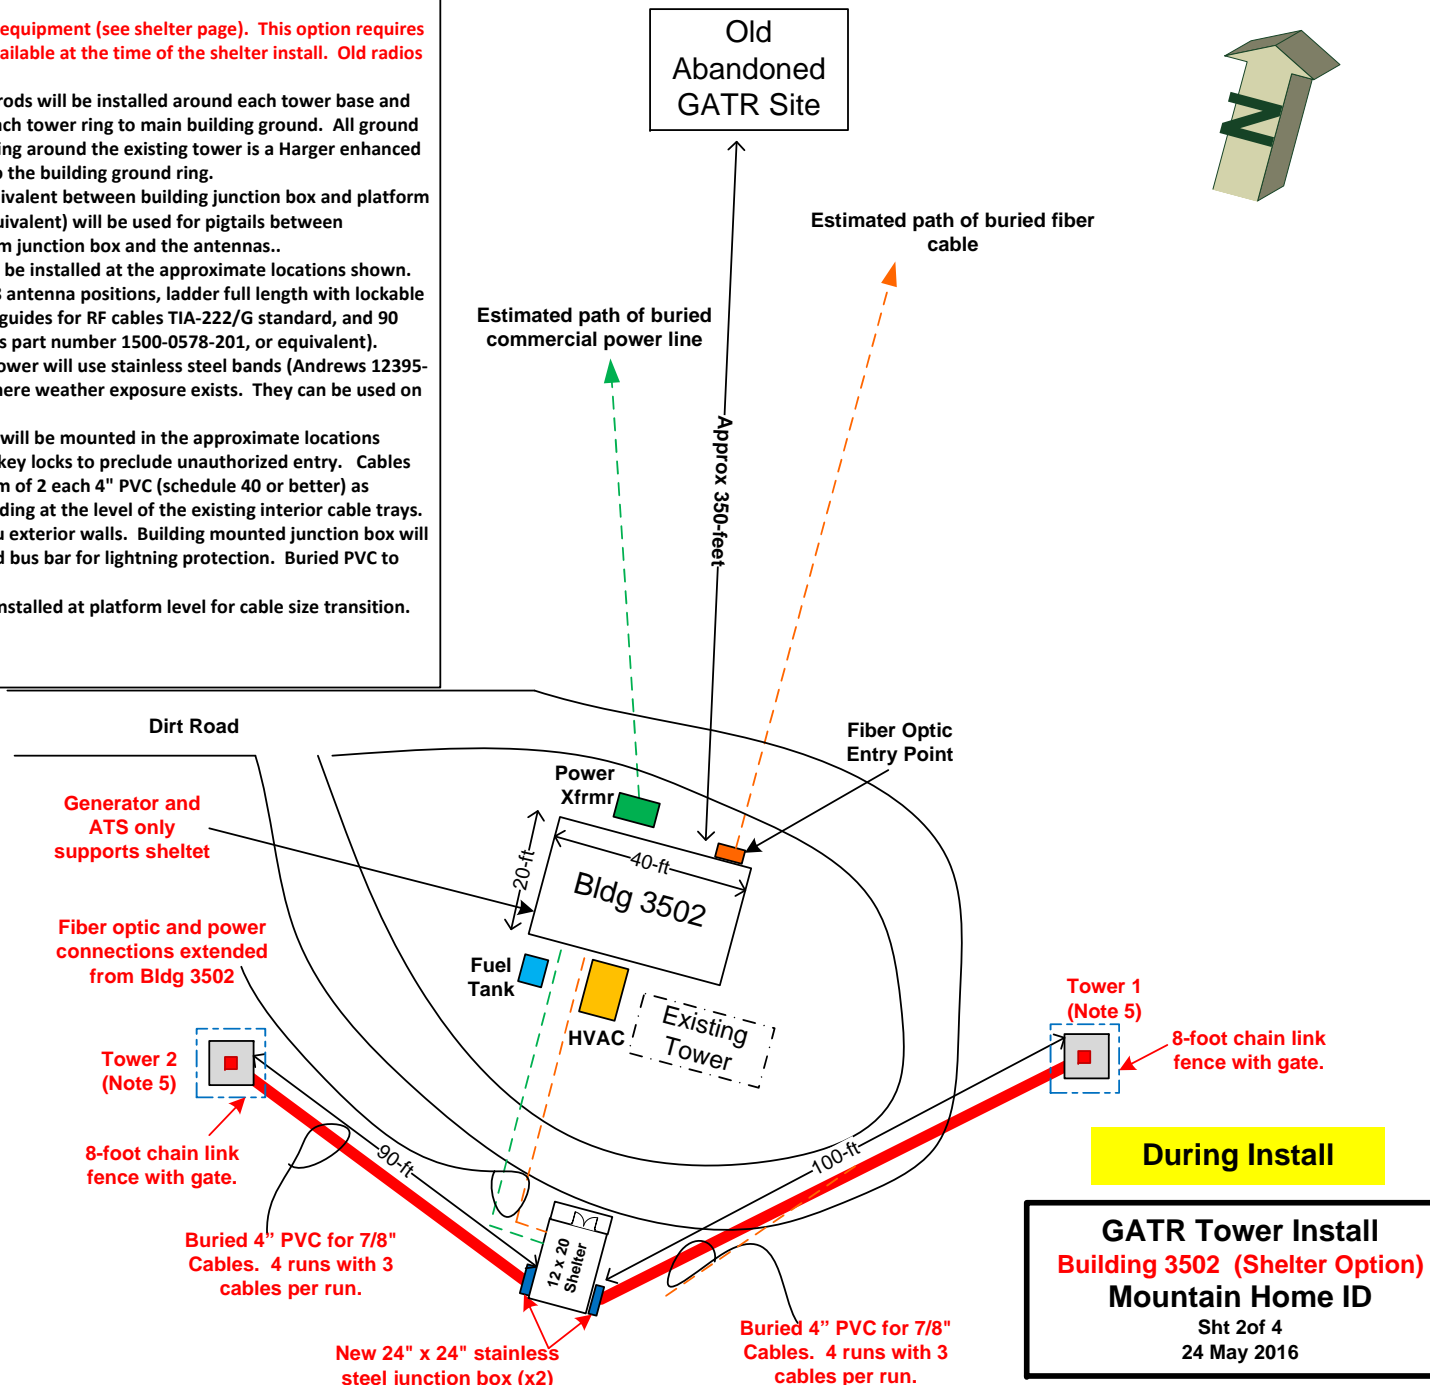 equipment (see shelter page).  This option requires
ailable at the time of the shelter install.  Old radios
rods will be installed around each tower base and
ach tower ring to main building ground.  All ground
ing around the existing tower is a Harger enhanced
o the building ground ring.
ivalent between building junction box and platform
uivalent) will be used for pigtails between
m junction box and the antennas..
be installed at the approximate locations shown.
antenna positions, ladder full length with lockable
guides for RF cables TIA-222/G standard, and 90
s part number 1500-0578-201, or equivalent).
ower will use stainless steel bands (Andrews 12395-
here weather exposure exists.  They can be used on
will be mounted in the approximate locations
key locks to preclude unauthorized entry.   Cables
m of 2 each 4" PVC (schedule 40 or better) as
ding at the level of the existing interior cable trays.
u exterior walls.  Building mounted junction box will
d bus bar for lightning protection.  Buried PVC to
nstalled at platform level for cable size transition.
Old
Abandoned
GATR Site
N
Estimated path of buried fiber
cable
Estimated path of buried
commercial power line
Approx 350-feet
Dirt Road
Fiber Optic
Entry Point
Power
Xfrmr
Generator and
ATS only
supports sheltet
20-ft
40-ft
Bldg 3502
Fiber optic and power
connections extended
from Bldg 3502
Fuel
Tank
HVAC
Existing
Tower
Tower 1
(Note 5)
8-foot chain link
fence with gate.
Tower 2
(Note 5)
8-foot chain link
fence with gate.
90-ft
100-ft
During Install
12 x 20
Shelter
Buried 4” PVC for 7/8"
Cables.  4 runs with 3
cables per run.
New 24" x 24" stainless
steel junction box (x2)
Buried 4” PVC for 7/8"
Cables.  4 runs with 3
cables per run.
GATR Tower Install
Building 3502  (Shelter Option)
Mountain Home ID
Sht 2of 4
24 May 2016